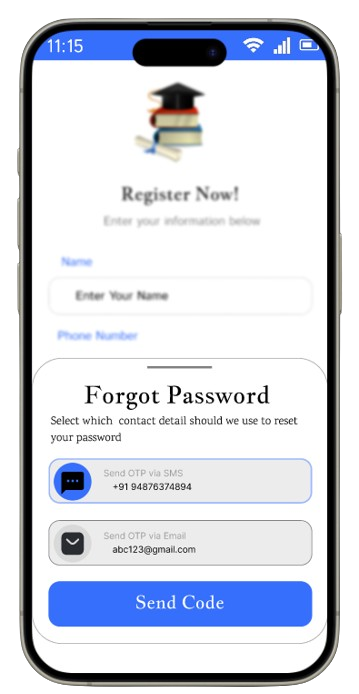 11:15
Register Now!
Enter your information below
Name
Enter Your Name
Phone Number
Forgot Password
Select which contact detail should we use to reset
your password
Send OTP via SMS
+91 94876374894
Send OTP via Email
abc123@gmail.com
Send Code